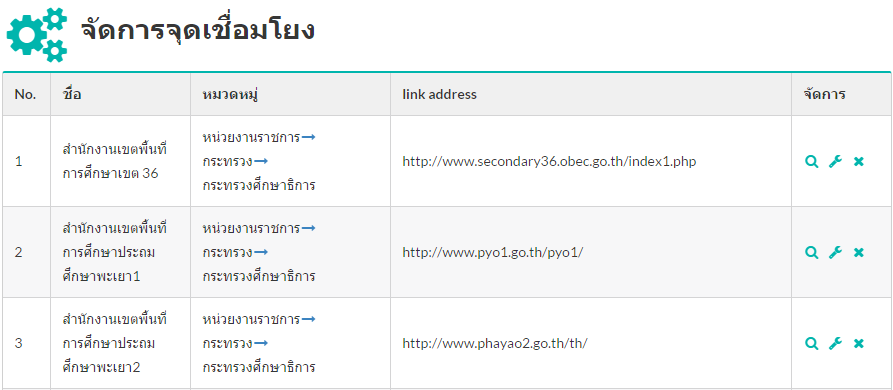 จัดการจุดเชื่อมโยง
No. ชื่อ หมวดหมู่ link address จัดการ
1
สำนักงานเขตพื้นที่
การศึกษาเขต 36
หน่วยงานราชการ
กระทรวง
กระทรวงศึกษาธิการ
http://www.secondary36.obec.go.th/index1.php
2
สำนักงานเขตพื้นที่
การศึกษาประถม
ศึกษาพะเยา1
หน่วยงานราชการ
กระทรวง
กระทรวงศึกษาธิการ
http://www.pyo1.go.th/pyo1/
3
สำนักงานเขตพื้นที่
การศึกษาประถม
ศึกษาพะเยา2
หน่วยงานราชการ
กระทรวง
กระทรวงศึกษาธิการ
http://www.phayao2.go.th/th/